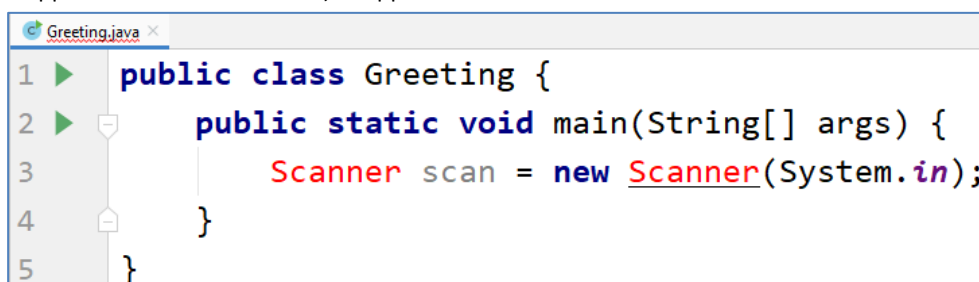 Greeting.java
1 public class Greeting {
2 public static void main(String[] args) {
3 Scanner scan = new Scanner(System.in);
4 }
5 }